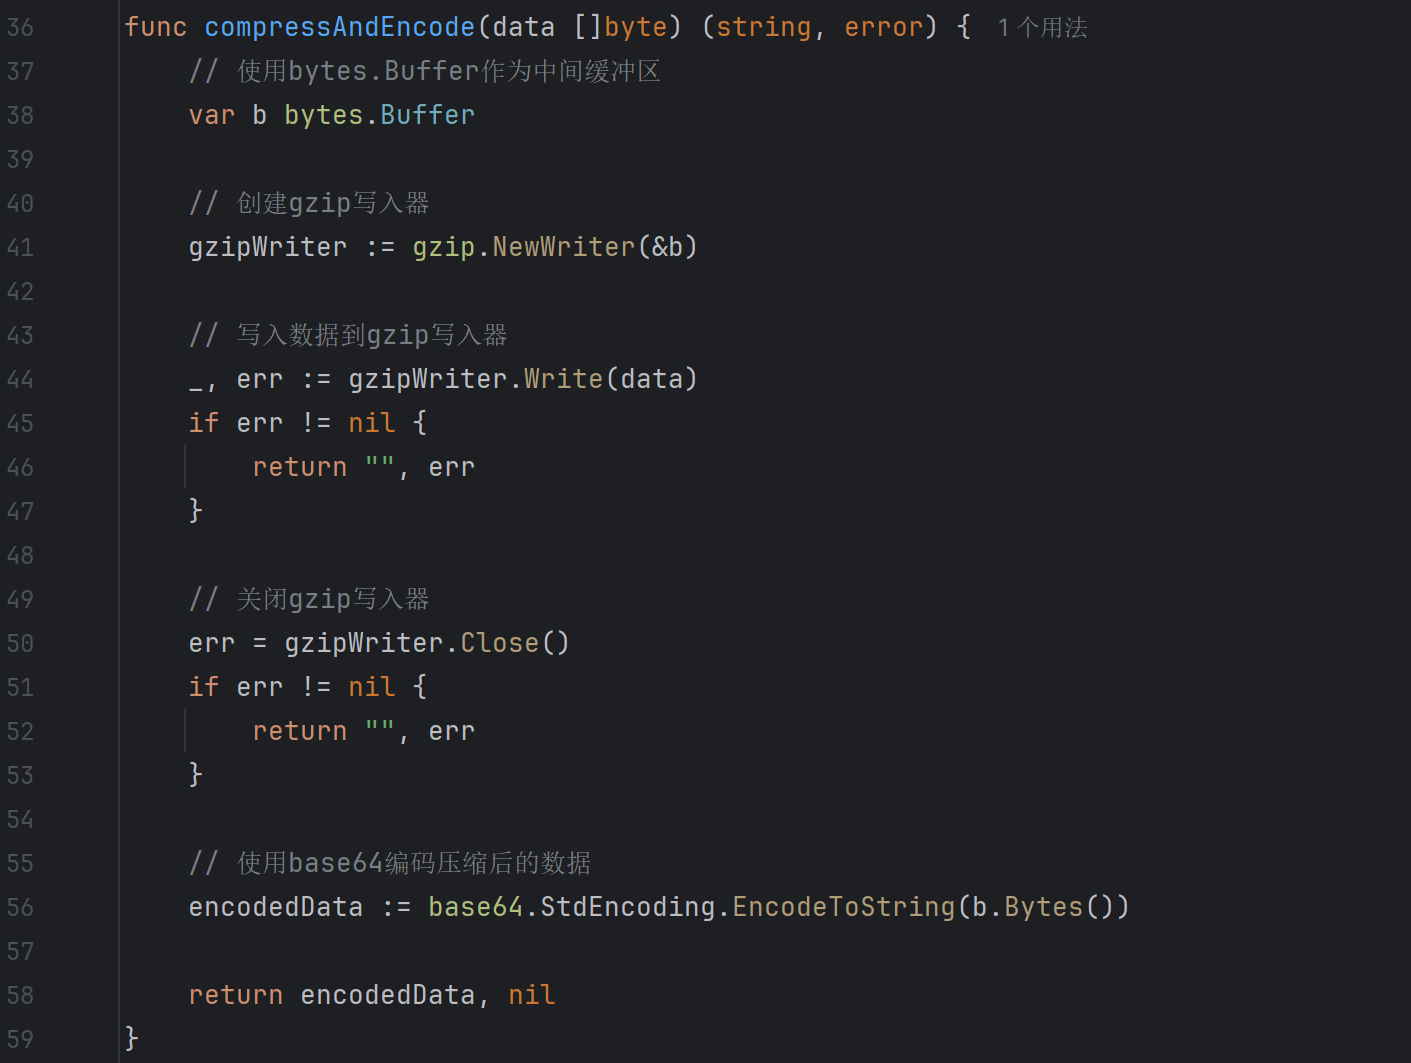 36 func compressAndEncode(data []byte) (string, error) { 1个用法
37 // 使用bytes.Buffer作为中间缓冲区
38 var b bytes.Buffer
39
40 // 创建gzip写入器
41 gzipWriter := gzip.NewWriter(&b)
42
43 // 写入数据到gzip写入器
44 _, err := gzipWriter.Write(data)
45 if err != nil {
46 return "", err
47 }
48
49 // 关闭gzip写入器
50 err = gzipWriter.Close()
51 if err != nil {
52 return "", err
53 }
54
55 // 使用base64编码压缩后的数据
56 encodedData := base64.StdEncoding.EncodeToString(b.Bytes())
57
58 return encodedData, nil
59 }